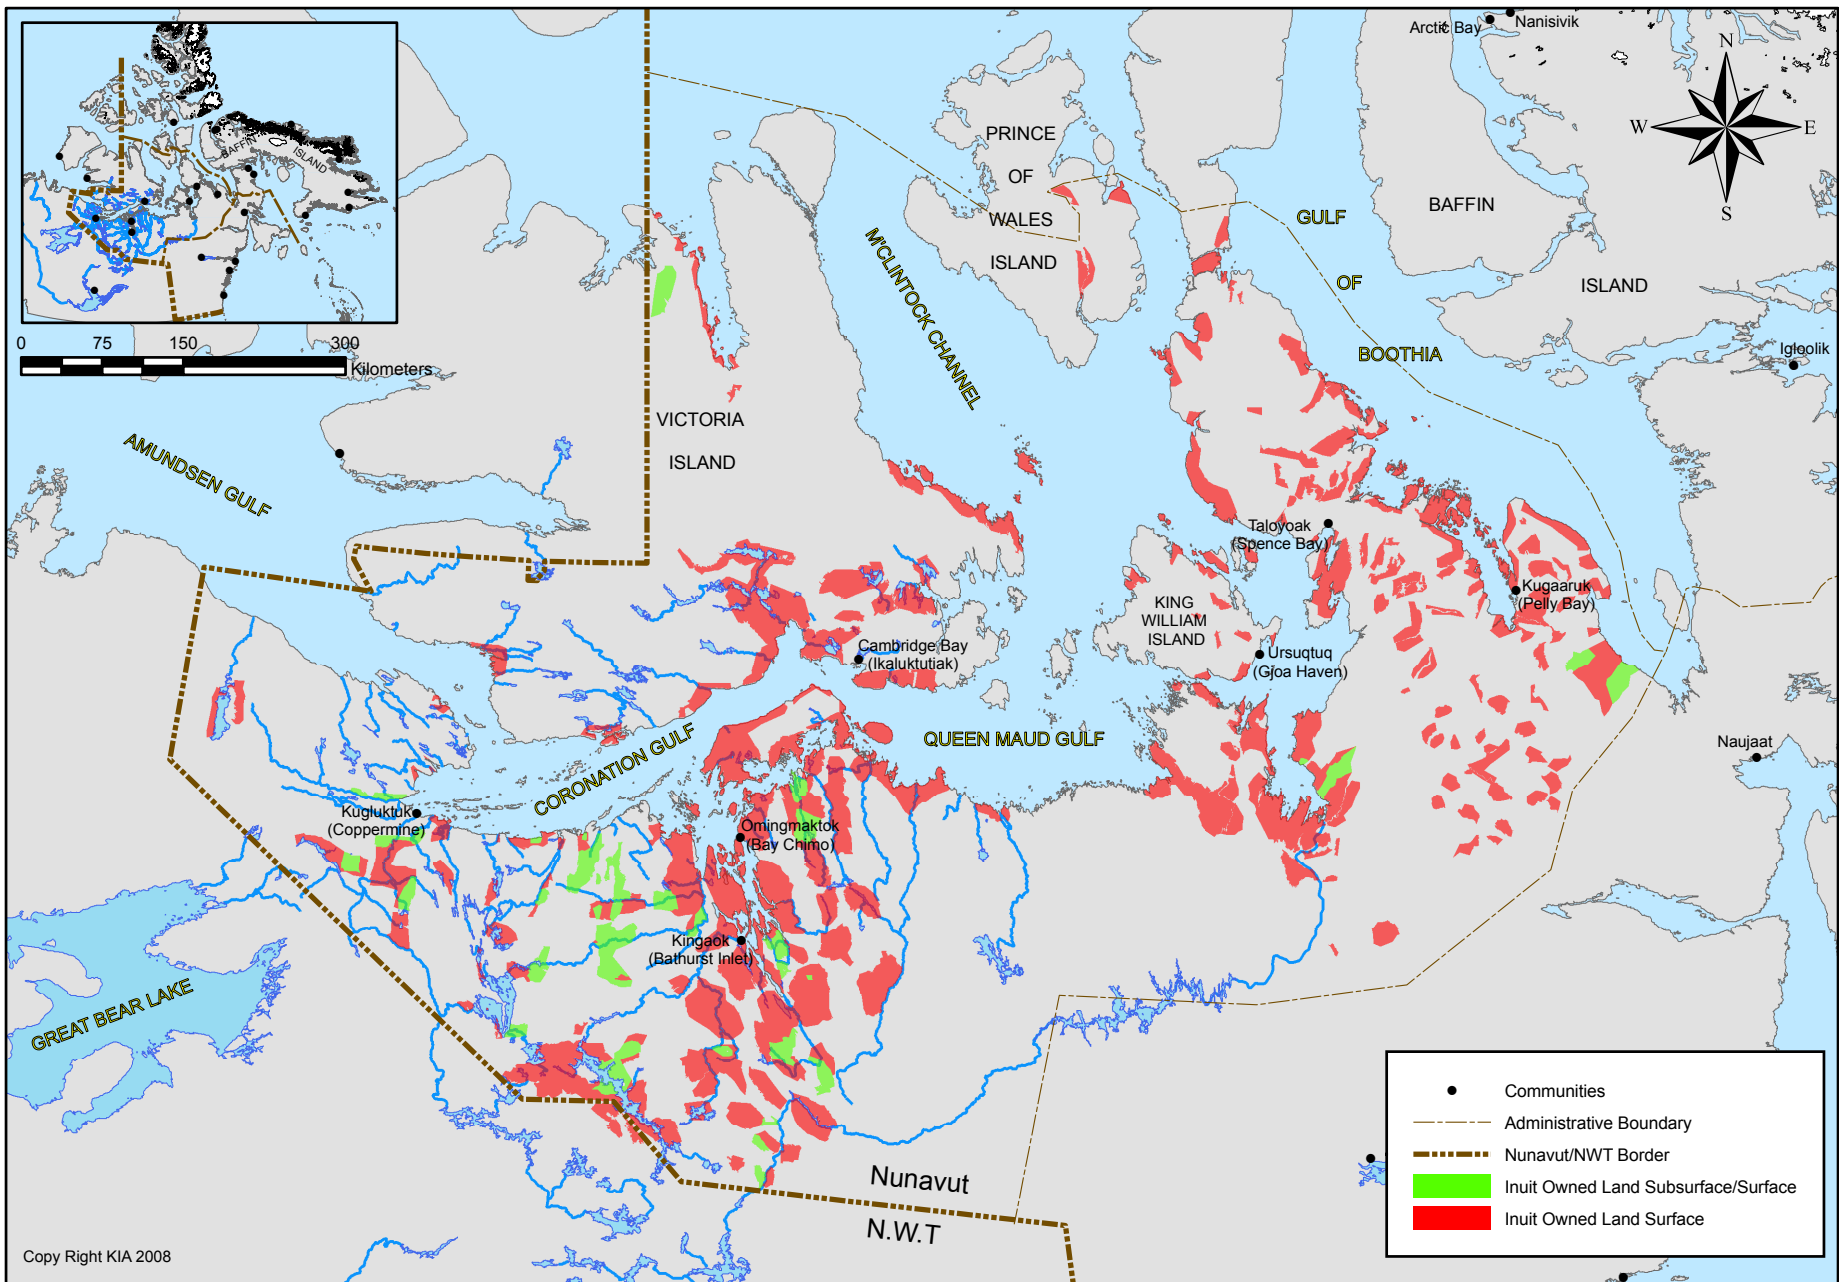 Arctic Bay
Nanisivik
N
W
E
S
BAFFIN
ISLAND
0
75
150
300
Kilometers
PRINCE
OF
WALES
ISLAND
GULF
OF
BOOTHIA
BAFFIN
ISLAND
Igloolik
M'CLINTOCK CHANNEL
VICTORIA
ISLAND
AMUNDSEN GULF
Taloyoak
(Spence Bay)
Kugaaruk
(Pelly Bay)
KING
WILLIAM
ISLAND
Ursuqtuq
(Gjoa Haven)
Cambridge Bay
(Ikaluktutiak)
QUEEN MAUD GULF
CORONATION GULF
Naujaat
Kugluktuk
(Coppermine)
Omingmaktok
(Bay Chimo)
Kingaok
(Bathurst Inlet)
GREAT BEAR LAKE
Nunavut
N.W.T
Communities
Administrative Boundary
Nunavut/NWT Border
Inuit Owned Land Subsurface/Surface
Inuit Owned Land Surface
Copy Right KIA 2008